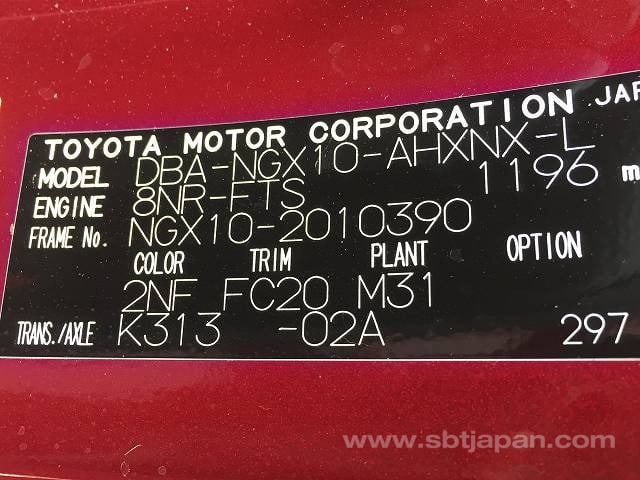 TOYOTA MOTOR CORPORATION JAP
MODEL DBA-NGX10-AHXNX-L
ENGINE 8NR-FTS 1196 m
FRAME No. NGX10-2010390
COLOR TRIM PLANT OPTION
2NF FC20 M31
TRANS./AXLE K313 -02A 297
www.sbtjapan.com